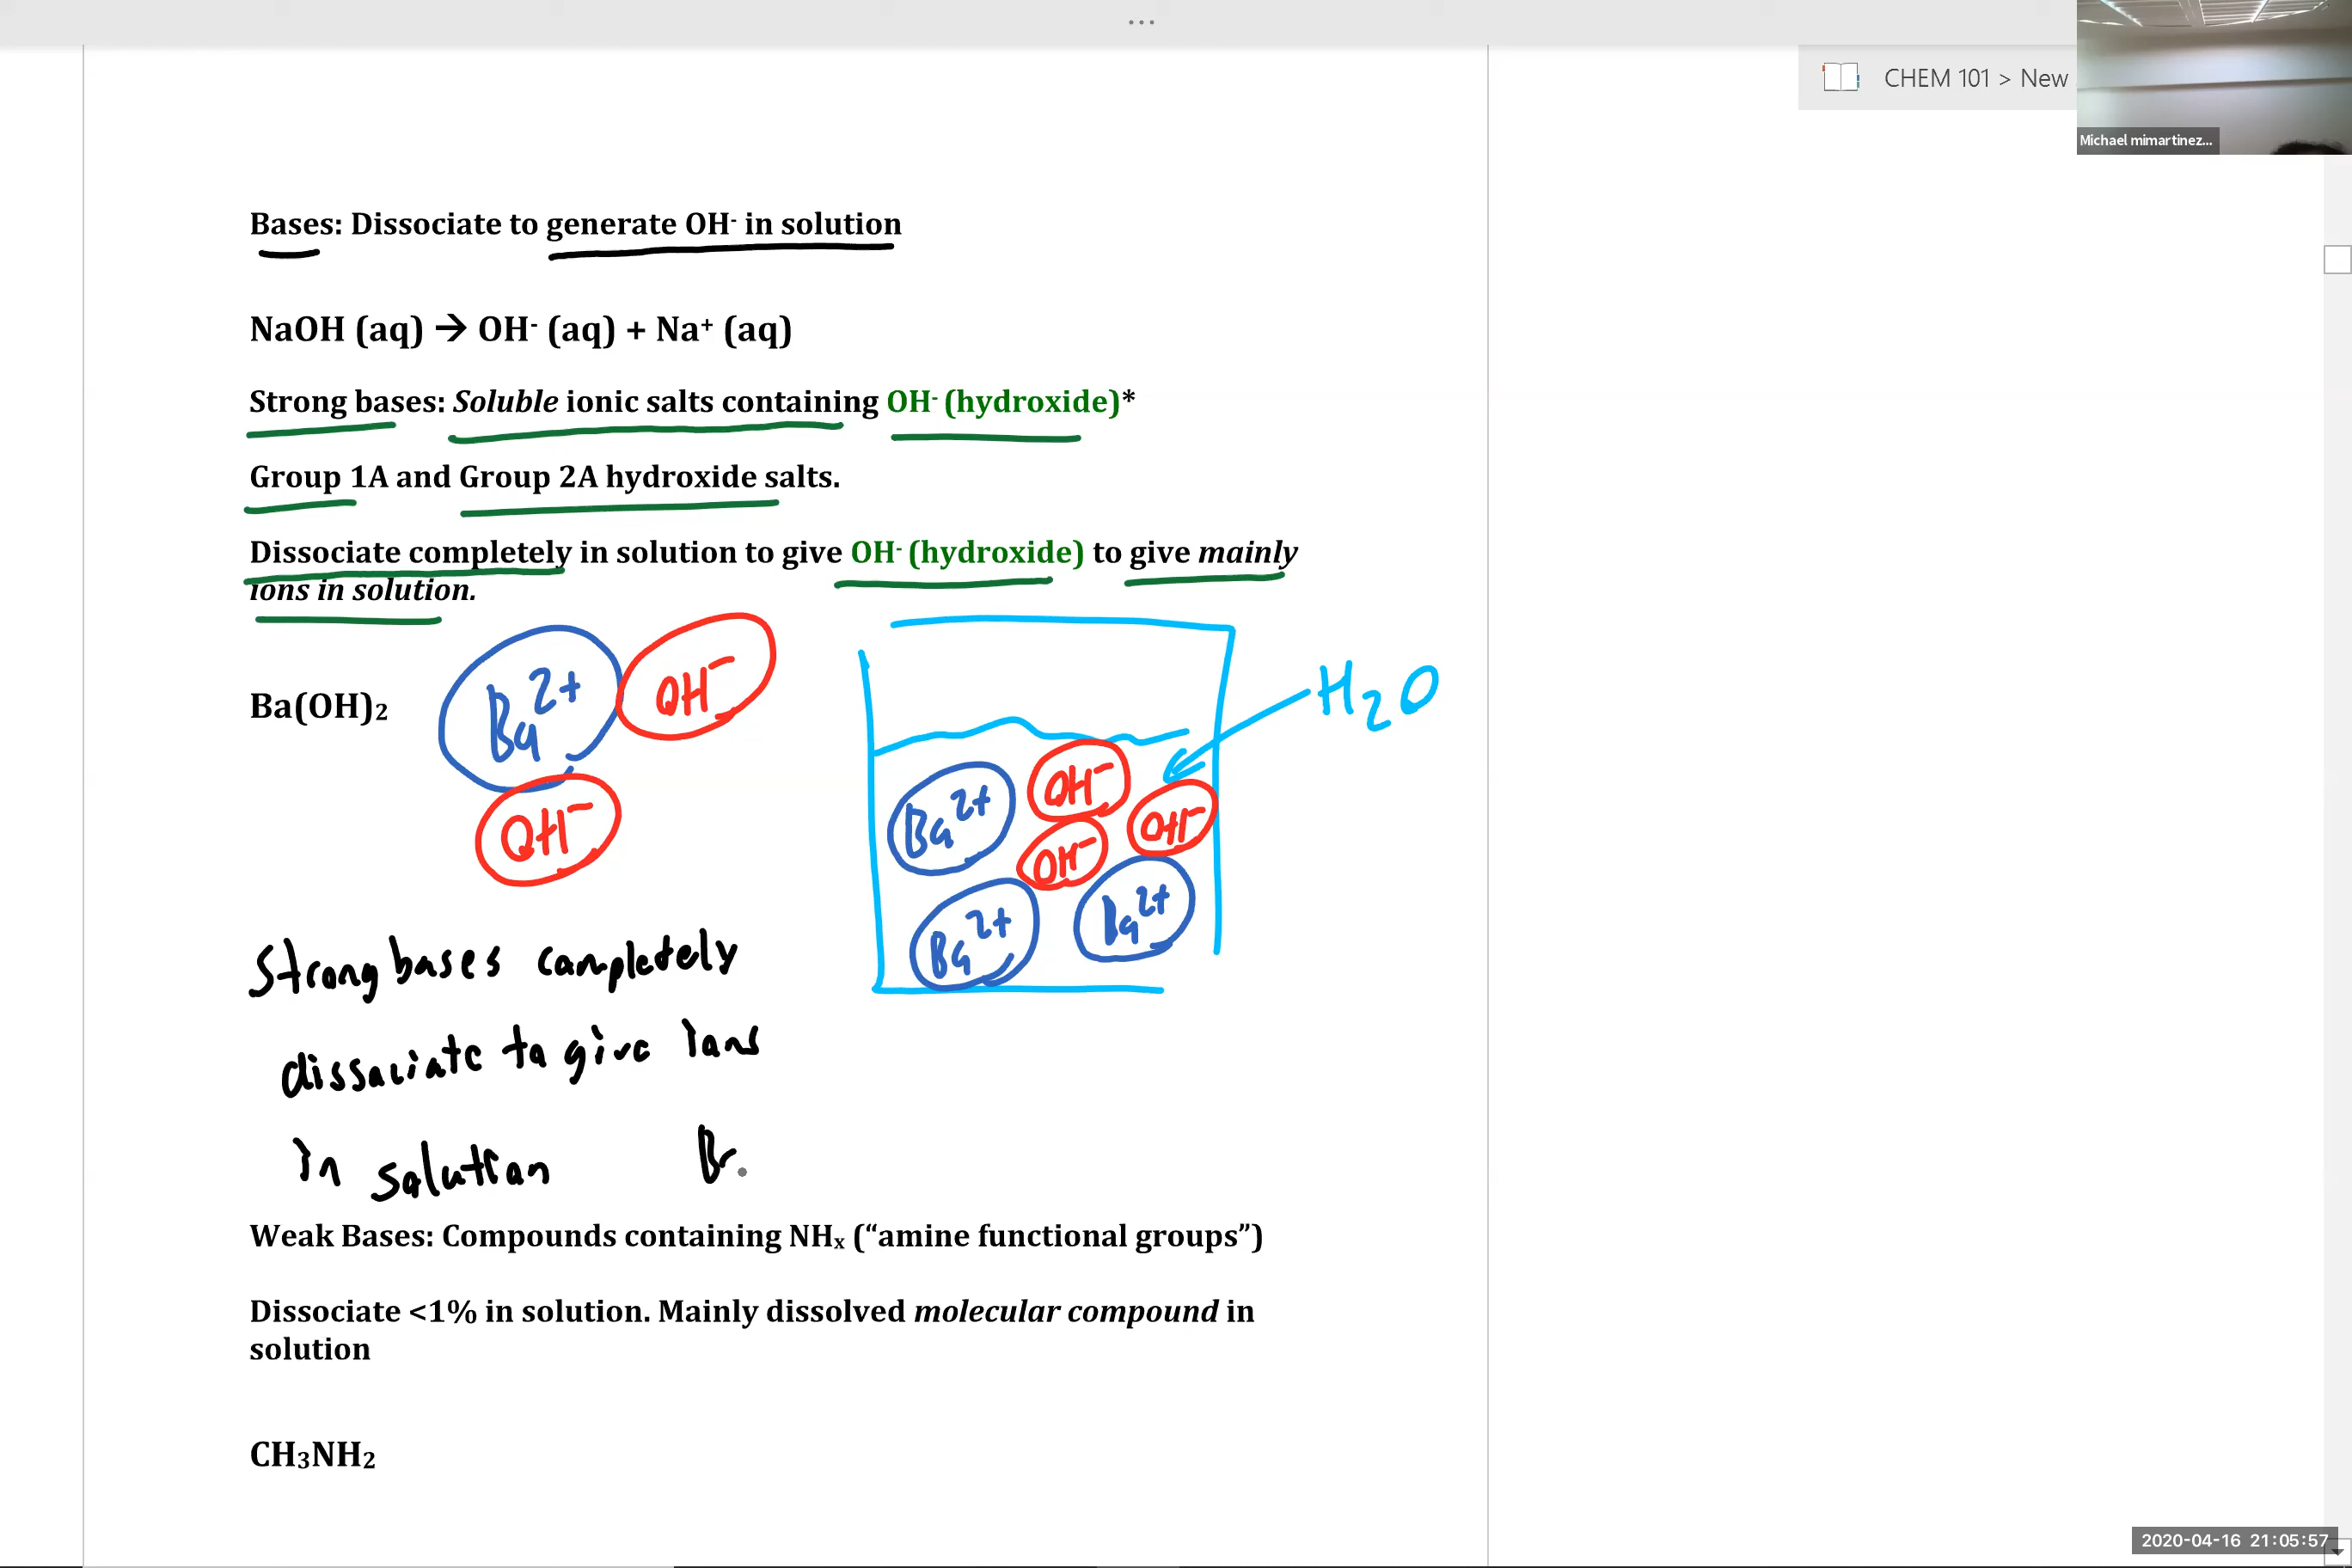 ...
CHEM 101 > New
Michael mimartinez...
Bases: Dissociate to generate OH⁻ in solution
NaOH (aq) → OH⁻ (aq) + Na⁺ (aq)
Strong bases: Soluble ionic salts containing OH⁻ (hydroxide)*
Group 1A and Group 2A hydroxide salts.
Dissociate completely in solution to give OH⁻ (hydroxide) to give mainly
ions in solution.
Ba²⁺ OH⁻
H₂O
Ba(OH)₂
OH⁻
Ba²⁺ OH⁻ OH⁻
OH⁻
Ba²⁺ Ba²⁺
Strong bases completely
dissociate to give ions
in solution
Weak Bases: Compounds containing NHₓ (“amine functional groups”)
Dissociate <1% in solution. Mainly dissolved molecular compound in
solution
CH₃NH₂
2020-04-16 21:05:57